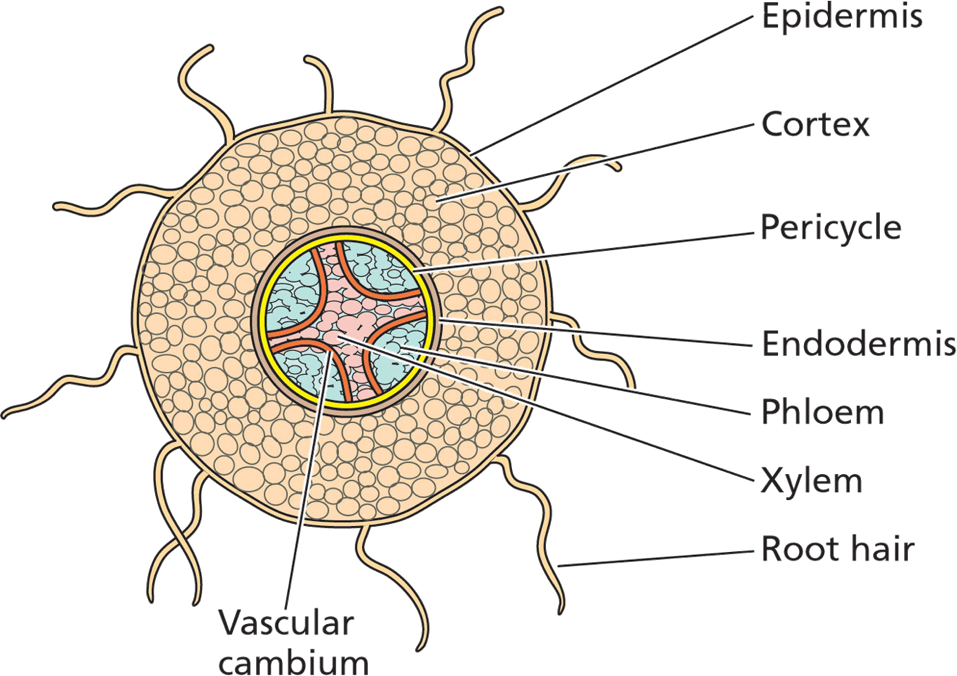 Epidermis
Cortex
Pericycle
Endodermis
Phloem
Xylem
Root hair
Vascular
cambium